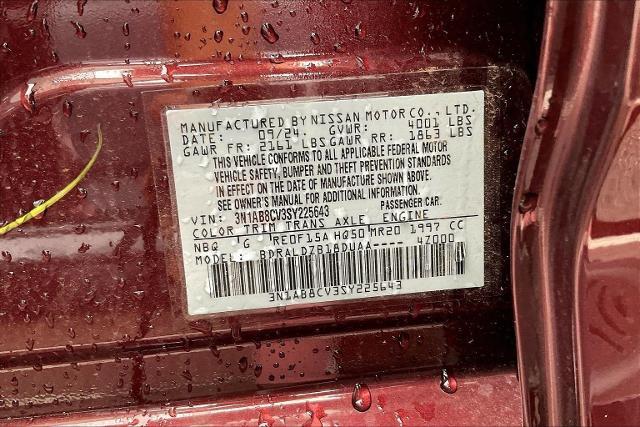 MANUFACTURED BY NISSAN MOTOR CO., LTD.
DATE: 09/24. GVWR: 4001 LBS
GAWR FR: 2161 LBS GAWR RR: 1863 LBS
THIS VEHICLE CONFORMS TO ALL APPLICABLE FEDERAL MOTOR
VEHICLE SAFETY, BUMPER AND THEFT PREVENTION STANDARDS
IN EFFECT ON THE DATE OF MANUFACTURE SHOWN ABOVE.
SEE OWNER'S MANUAL FOR ADDITIONAL INFORMATION.
VIN: 3N1AB8CV3SY225643 PASSENGER CAR.
COLOR TRIM TRANS AXLE ENGINE
NBQ G RE0F15A HQ50 MR20 1997 CC
MODEL: BDRALDZB18DUAA---- 4Z000
3N1AB8CV3SY225643